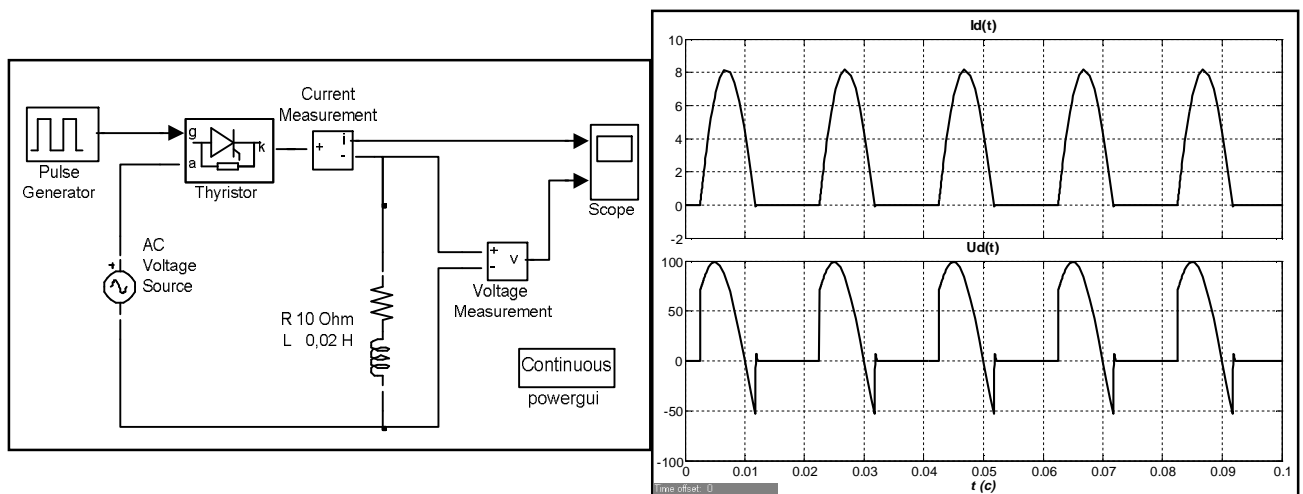 Current
Measurement
g
a
k
+
i
-
Pulse
Generator
Thyristor
Scope
AC
Voltage
Source
+
+
-
v
Voltage
Measurement
R 10 Ohm
L 0,02 H
Continuous
powergui
Id(t)
10
8
6
4
2
0
-2
Ud(t)
100
50
0
-50
-100
0 0.01 0.02 0.03 0.04 0.05 0.06 0.07 0.08 0.09 0.1
t (c)
Time offset: 0